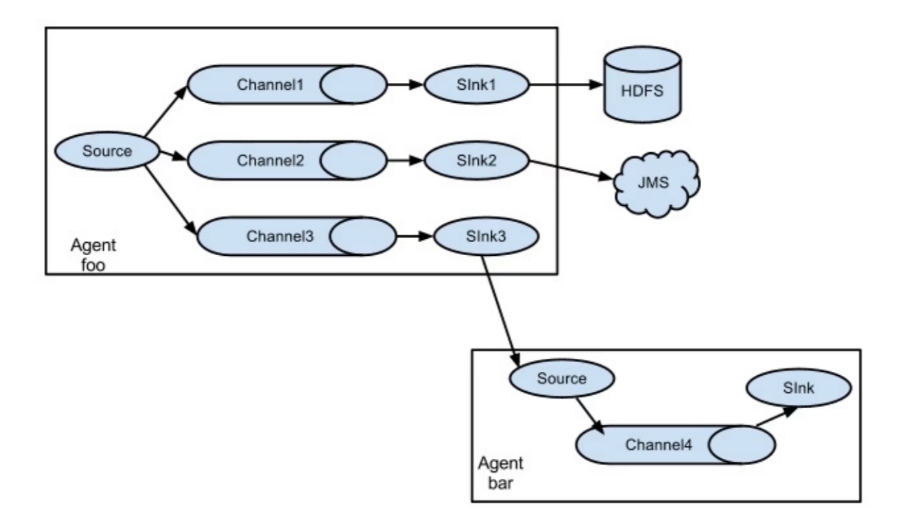 Channel1
SInk1
HDFS
Source
Channel2
SInk2
JMS
Channel3
SInk3
Agent
foo
Source
SInk
Channel4
Agent
bar